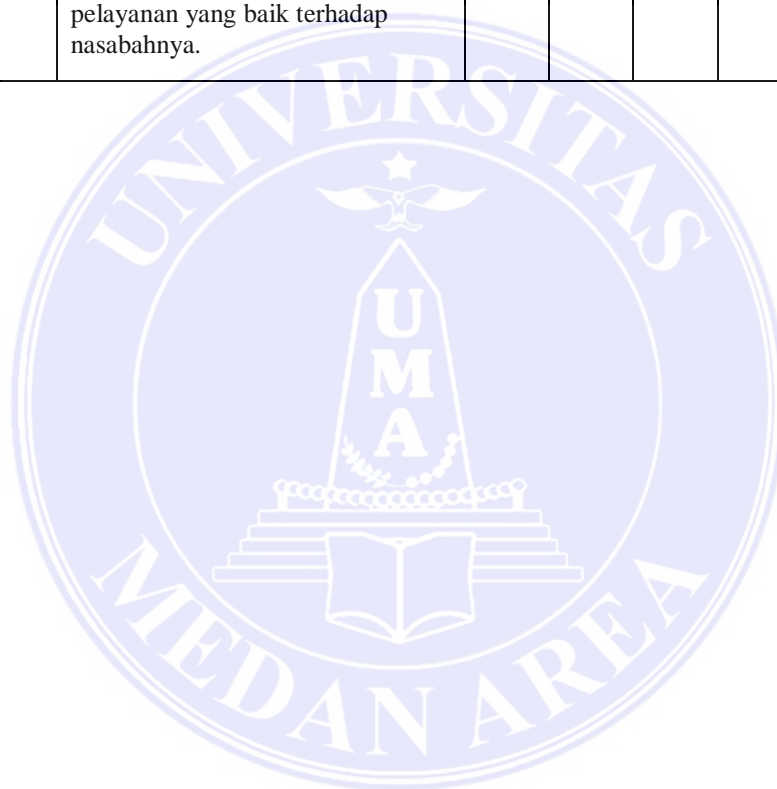 pelayanan yang baik terhadap
nasabahnya.
UNIVERSITAS
U
M
A
MEDAN AREA